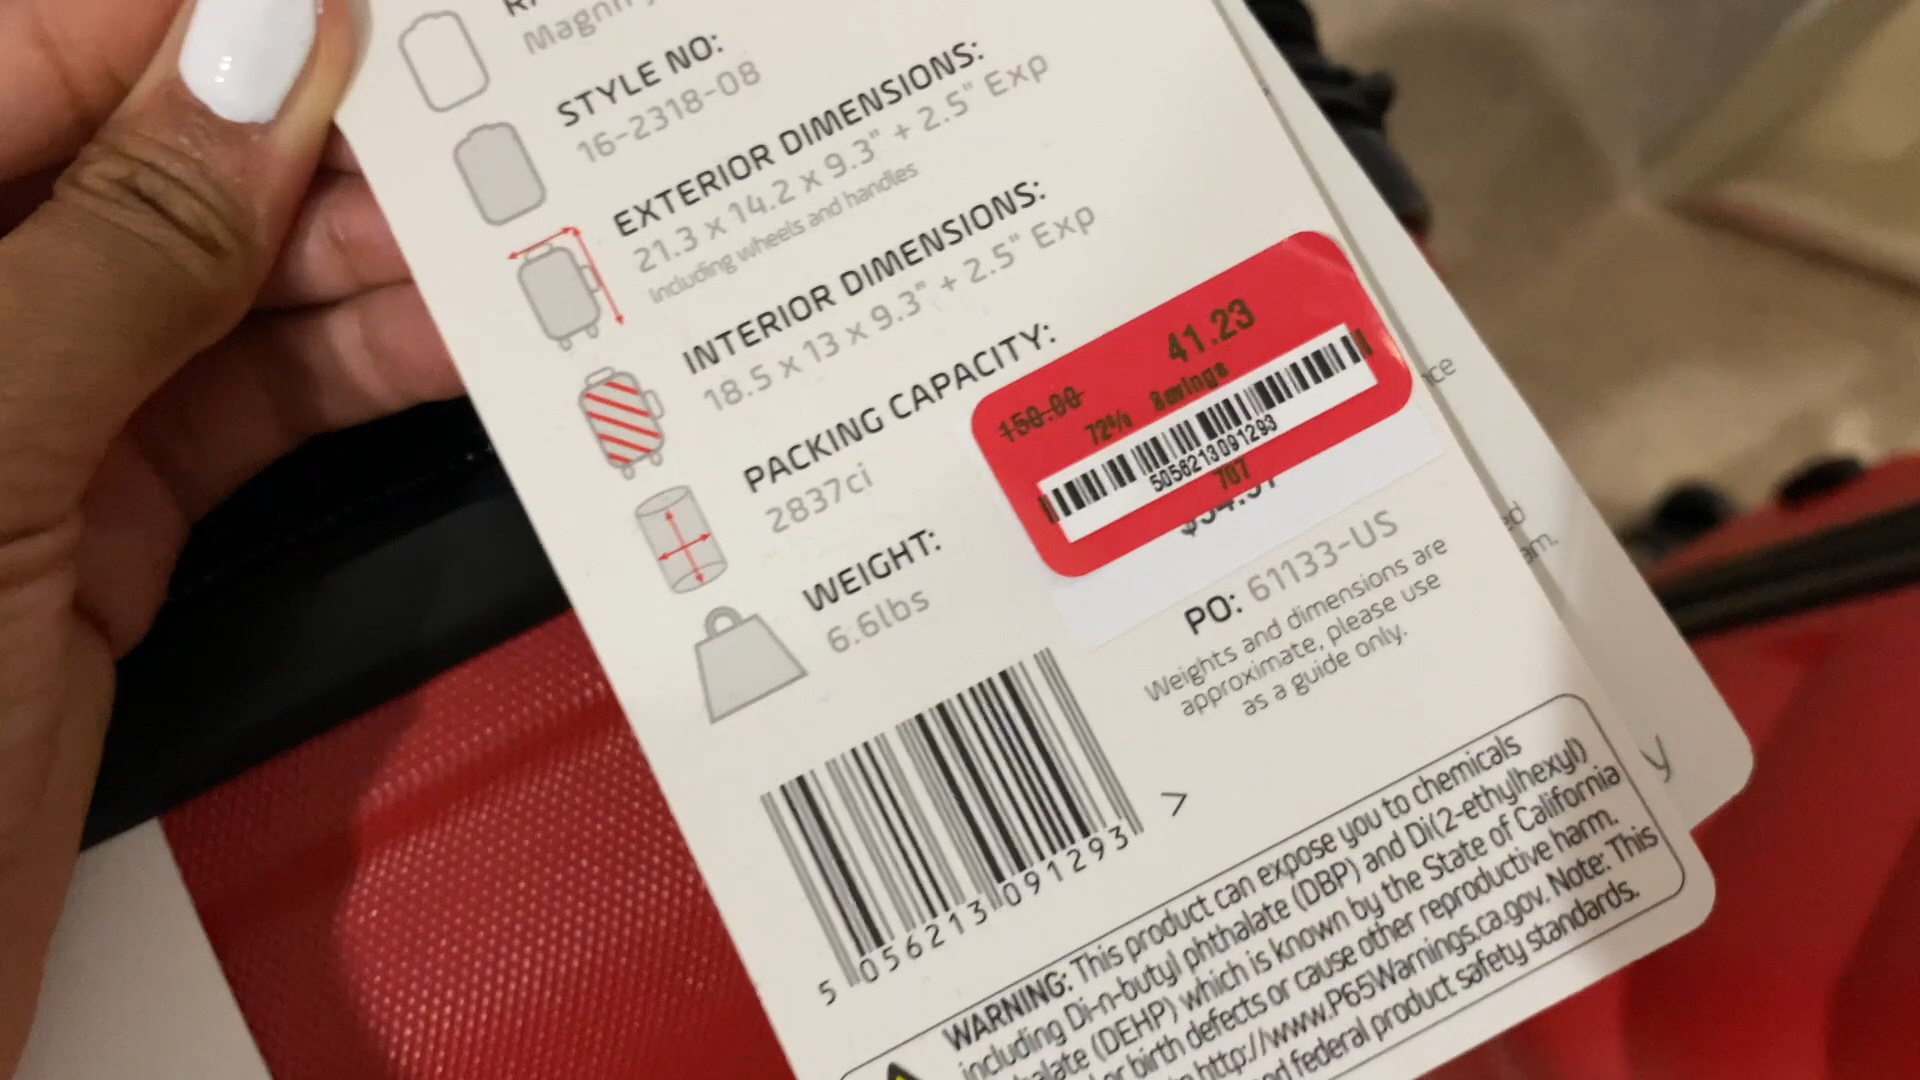 STYLE NO:
16-2318-08
EXTERIOR DIMENSIONS:
21.3 x 14.2 x 9.3" + 2.5" Exp
Including wheels and handles
INTERIOR DIMENSIONS:
18.5 x 13 x 9.3" + 2.5" Exp
PACKING CAPACITY:
2837ci
WEIGHT:
6.6lbs
150.00 41.23
72% Savings
5056213091293
707
PO: 61133-US
Weights and dimensions are
approximate, please use
as a guide only.
5 056213 091293 >
WARNING: This product can expose you to chemicals
including Di-n-butyl phthalate (DBP) and Di(2-ethylhexyl)
(DEHP) which is known by the State of California
or birth defects or cause other reproductive harm.
http://www.P65Warnings.ca.gov. Note: This
federal product safety standards.
y